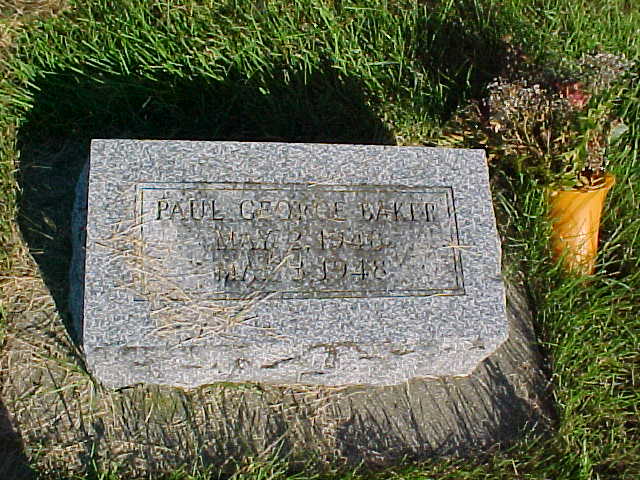 PAUL GEORGE BAKER
MAY 2, 1946
MAY 3, 1948